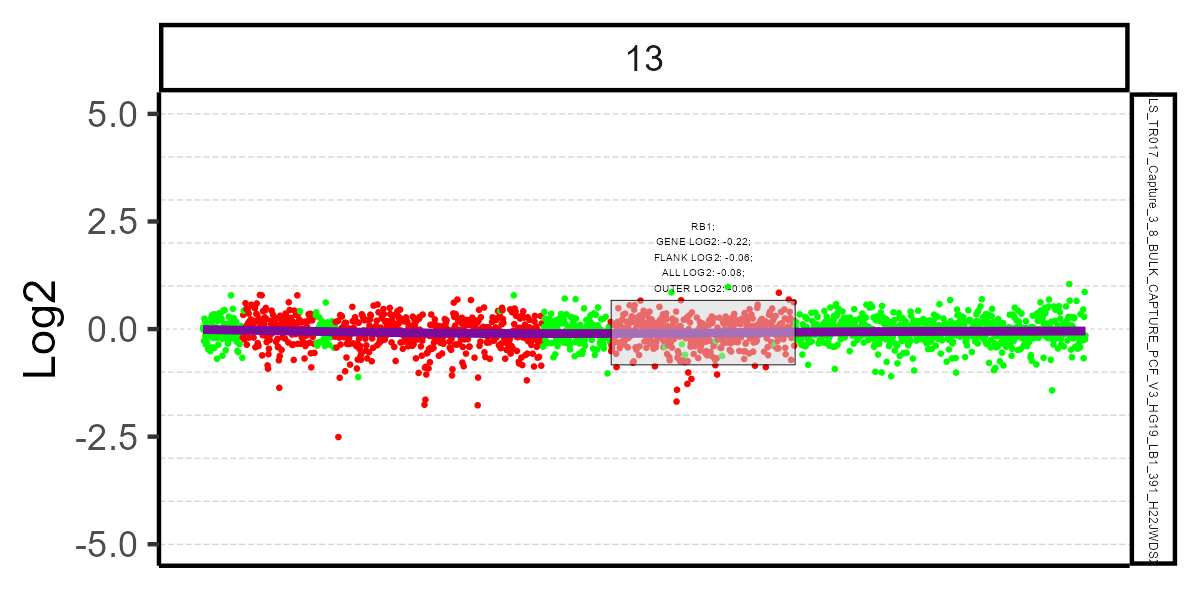 13
5.0
2.5
0.0
-2.5
-5.0
Log2
RB1;
GENE LOG2: -0.22;
FLANK LOG2: -0.06;
ALL LOG2: -0.08;
OUTER LOG2: -0.06
LS_TR017_Capture_3_8_BULK_CAPTURE_PCF_V3_HG19_LB1_391_H22JWDS